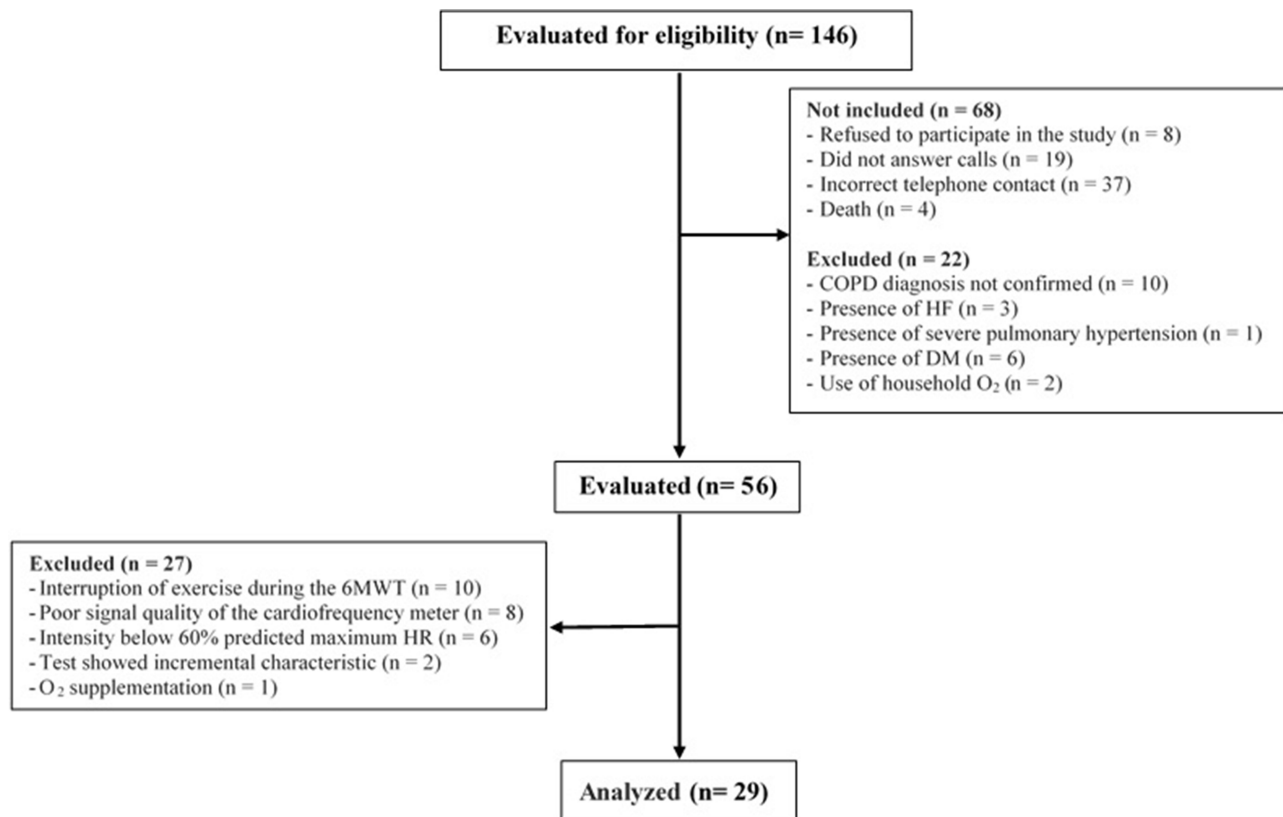 Evaluated for eligibility (n= 146)
Not included (n = 68)
- Refused to participate in the study (n = 8)
- Did not answer calls (n = 19)
- Incorrect telephone contact (n = 37)
- Death (n = 4)
Excluded (n = 22)
- COPD diagnosis not confirmed (n = 10)
- Presence of HF (n = 3)
- Presence of severe pulmonary hypertension (n = 1)
- Presence of DM (n = 6)
- Use of household O₂ (n = 2)
Evaluated (n= 56)
Excluded (n = 27)
- Interruption of exercise during the 6MWT (n = 10)
- Poor signal quality of the cardiofrequency meter (n = 8)
- Intensity below 60% predicted maximum HR (n = 6)
- Test showed incremental characteristic (n = 2)
- O₂ supplementation (n = 1)
Analyzed (n= 29)